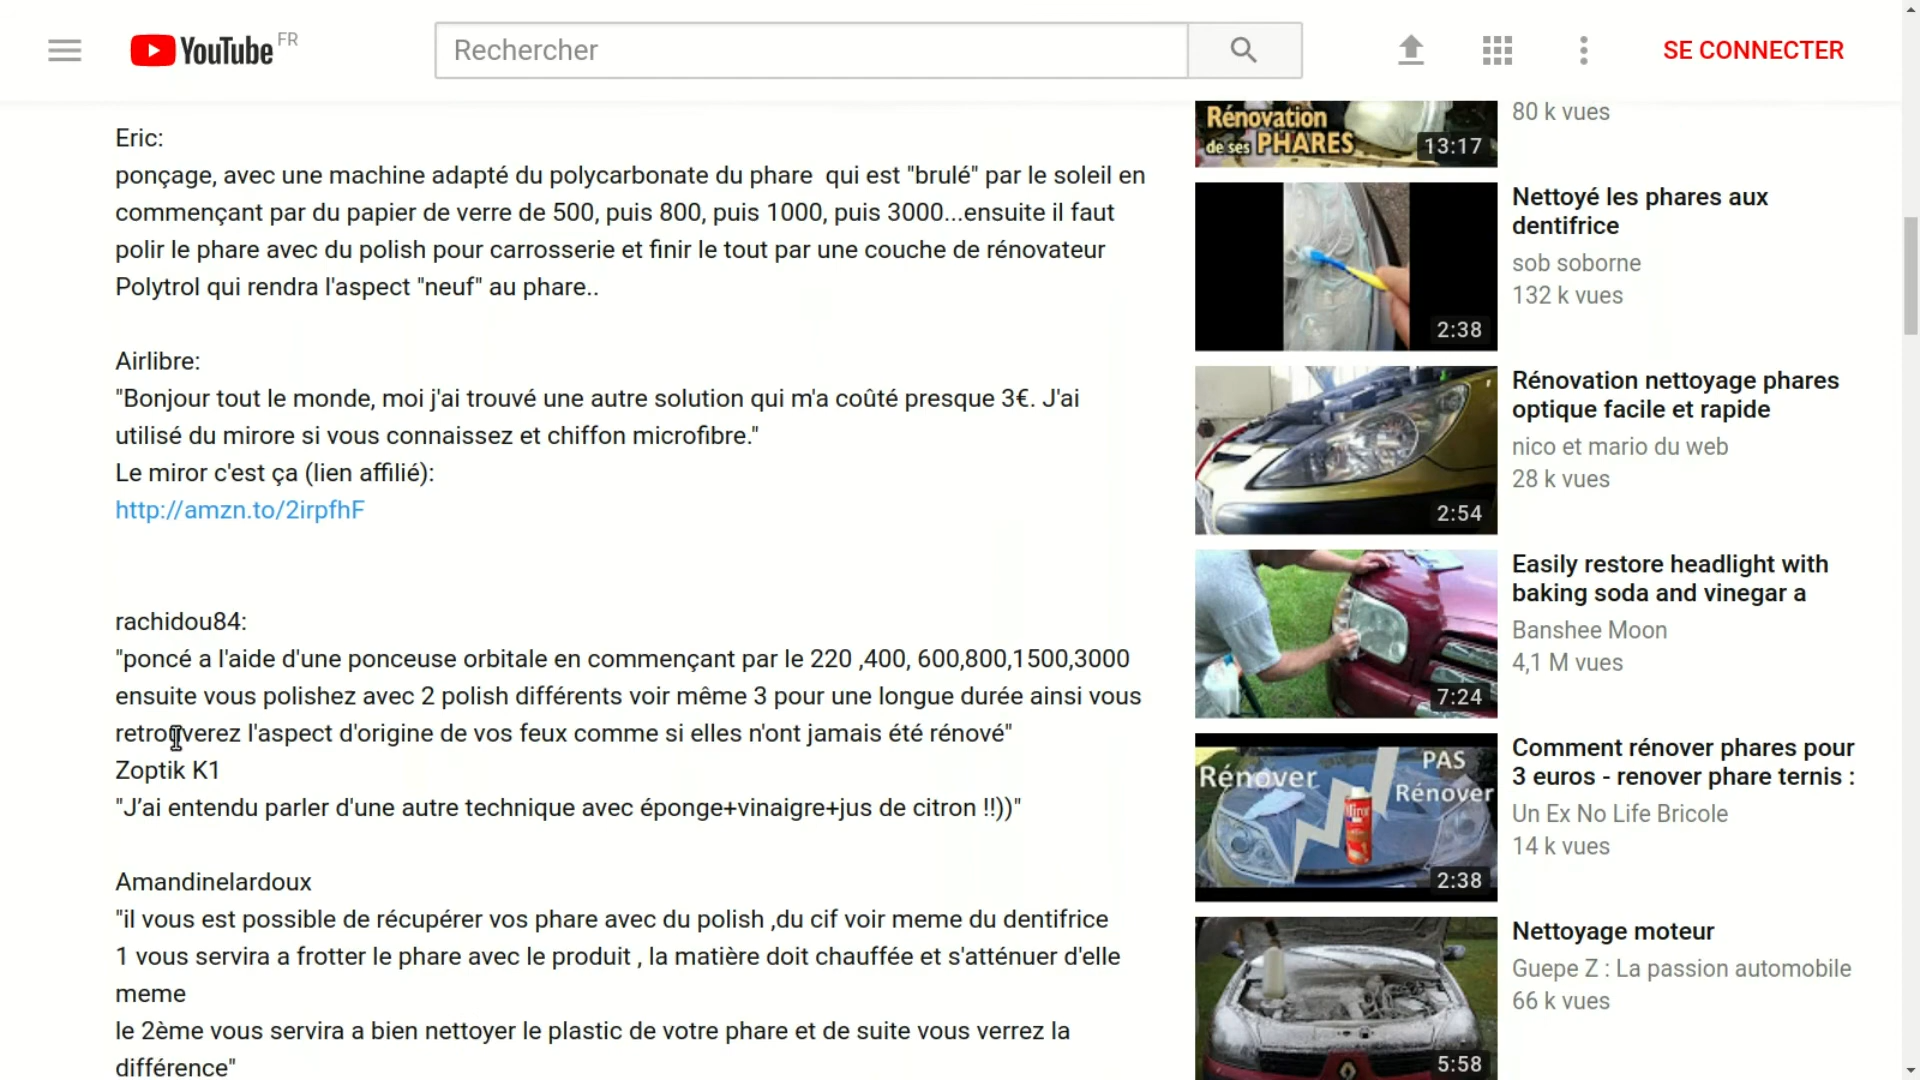 YouTube FR
Rechercher
SE CONNECTER
Eric:
ponçage, avec une machine adapté du polycarbonate du phare  qui est "brulé" par le soleil en
commençant par du papier de verre de 500, puis 800, puis 1000, puis 3000...ensuite il faut
polir le phare avec du polish pour carrosserie et finir le tout par une couche de rénovateur
Polytrol qui rendra l'aspect "neuf" au phare..
Airlibre:
"Bonjour tout le monde, moi j'ai trouvé une autre solution qui m'a coûté presque 3€. J'ai
utilisé du mirore si vous connaissez et chiffon microfibre."
Le miror c'est ça (lien affilié):
http://amzn.to/2irpfhF
rachidou84:
"poncé a l'aide d'une ponceuse orbitale en commençant par le 220 ,400, 600,800,1500,3000
ensuite vous polishez avec 2 polish différents voir même 3 pour une longue durée ainsi vous
retrouverez l'aspect d'origine de vos feux comme si elles n'ont jamais été rénové"
Zoptik K1
"J'ai entendu parler d'une autre technique avec éponge+vinaigre+jus de citron !!))"
Amandinelardoux
"il vous est possible de récupérer vos phare avec du polish ,du cif voir meme du dentifrice
1 vous servira a frotter le phare avec le produit , la matière doit chauffée et s'atténuer d'elle
meme
le 2ème vous servira a bien nettoyer le plastic de votre phare et de suite vous verrez la
différence"
Rénovation
de ses PHARES
13:17
80 k vues
2:38
Nettoyé les phares aux
dentifrice
sob soborne
132 k vues
2:54
Rénovation nettoyage phares
optique facile et rapide
nico et mario du web
28 k vues
7:24
Easily restore headlight with
baking soda and vinegar a
Banshee Moon
4,1 M vues
Rénover
PAS
Rénover
Miror
2:38
Comment rénover phares pour
3 euros - renover phare ternis :
Un Ex No Life Bricole
14 k vues
5:58
Nettoyage moteur
Guepe Z : La passion automobile
66 k vues